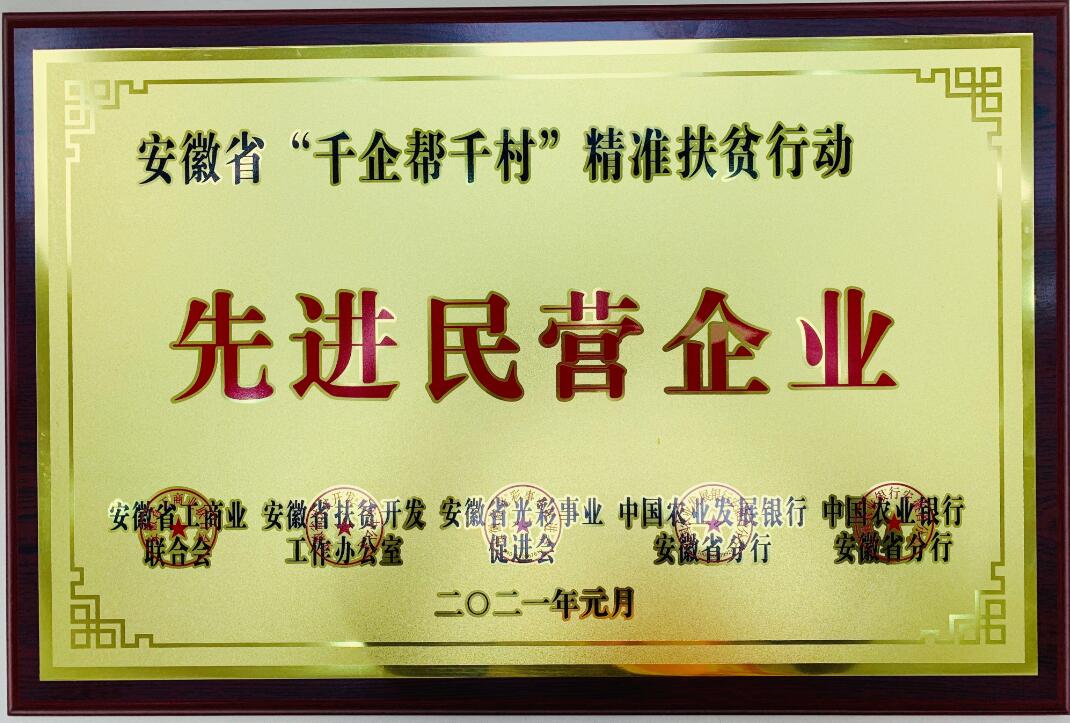 安徽省“千企帮千村”精准扶贫行动
先进民营企业
安徽省工商业联合会
安徽省扶贫开发工作办公室
安徽省光彩事业促进会
中国农业发展银行安徽省分行
中国农业银行安徽省分行
二〇二一年元月